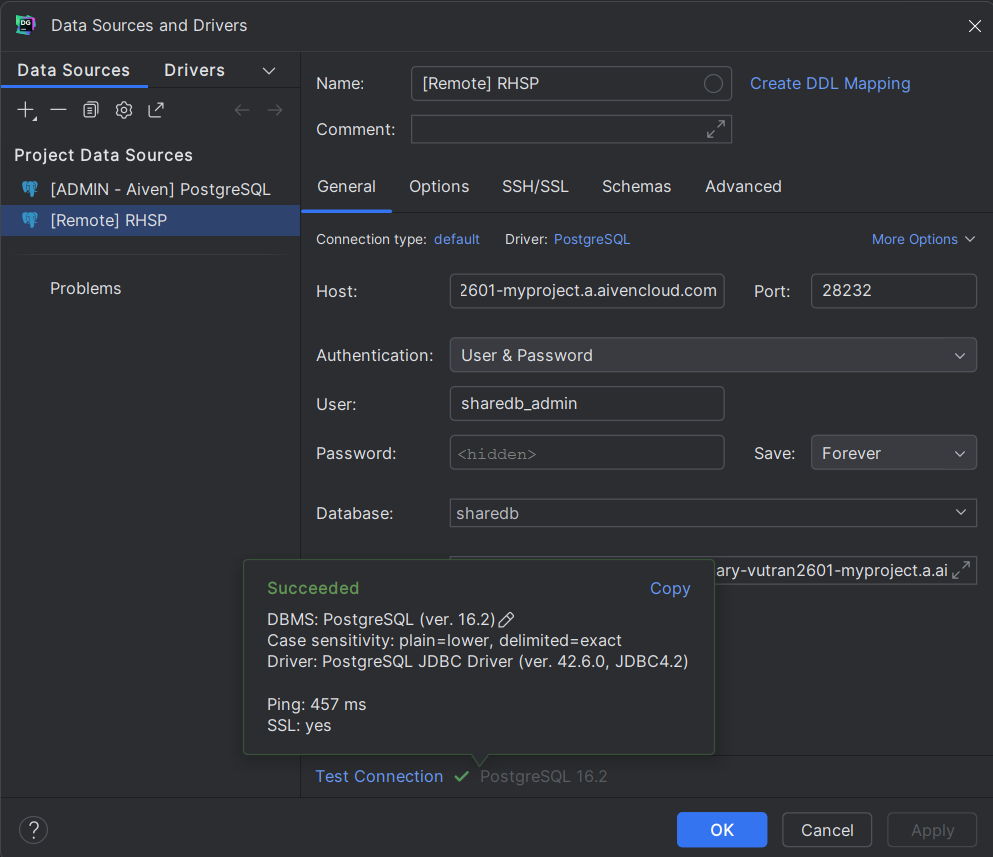 DG
Data Sources and Drivers
Data Sources
Drivers
Project Data Sources
[ADMIN - Aiven] PostgreSQL
[Remote] RHSP
Problems
Name:
[Remote] RHSP
Create DDL Mapping
Comment:
General
Options
SSH/SSL
Schemas
Advanced
Connection type: default
Driver: PostgreSQL
More Options
Host:
2601-myproject.a.aivencloud.com
Port:
28232
Authentication:
User & Password
User:
sharedb_admin
Password:
<hidden>
Save:
Forever
Database:
sharedb
ary-vutran2601-myproject.a.ai
Succeeded
Copy
DBMS: PostgreSQL (ver. 16.2)
Case sensitivity: plain=lower, delimited=exact
Driver: PostgreSQL JDBC Driver (ver. 42.6.0, JDBC4.2)
Ping: 457 ms
SSL: yes
Test Connection
PostgreSQL 16.2
?
OK
Cancel
Apply